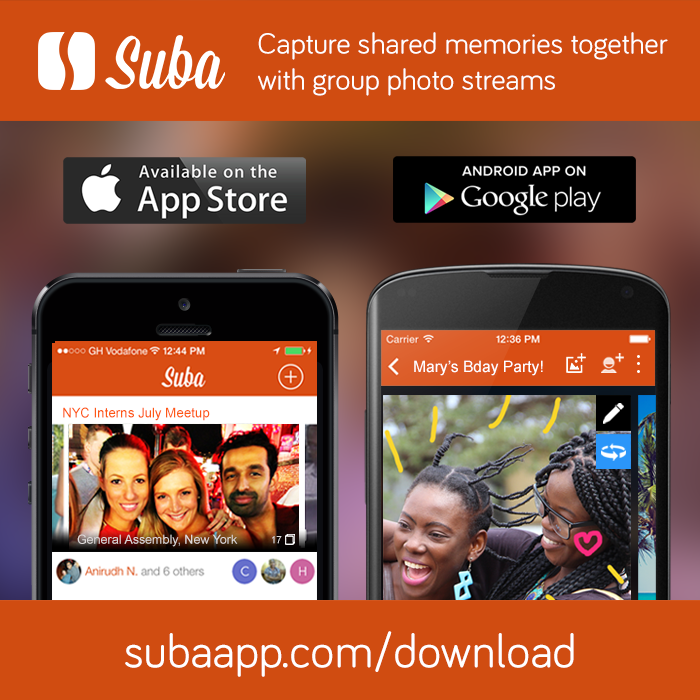 Suba
Capture shared memories together
with group photo streams
Available on the
App Store
ANDROID APP ON
Google play
GH Vodafone 12:44 PM
Suba
NYC Interns July Meetup
General Assembly, New York 17
Anirudh N. and 6 others C H
Carrier 12:36 PM
Mary's Bday Party!
subaapp.com/download